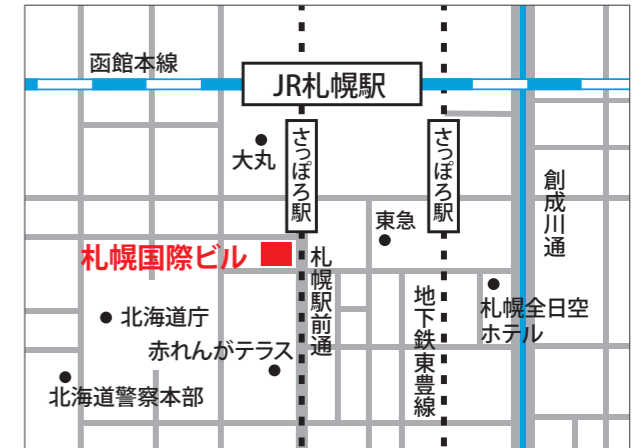 函館本線
JR札幌駅
さっぽろ駅
さっぽろ駅
大丸
創成川通
東急
札幌国際ビル
札幌駅前通
地下鉄東豊線
札幌全日空
ホテル
北海道庁
赤れんがテラス
北海道警察本部